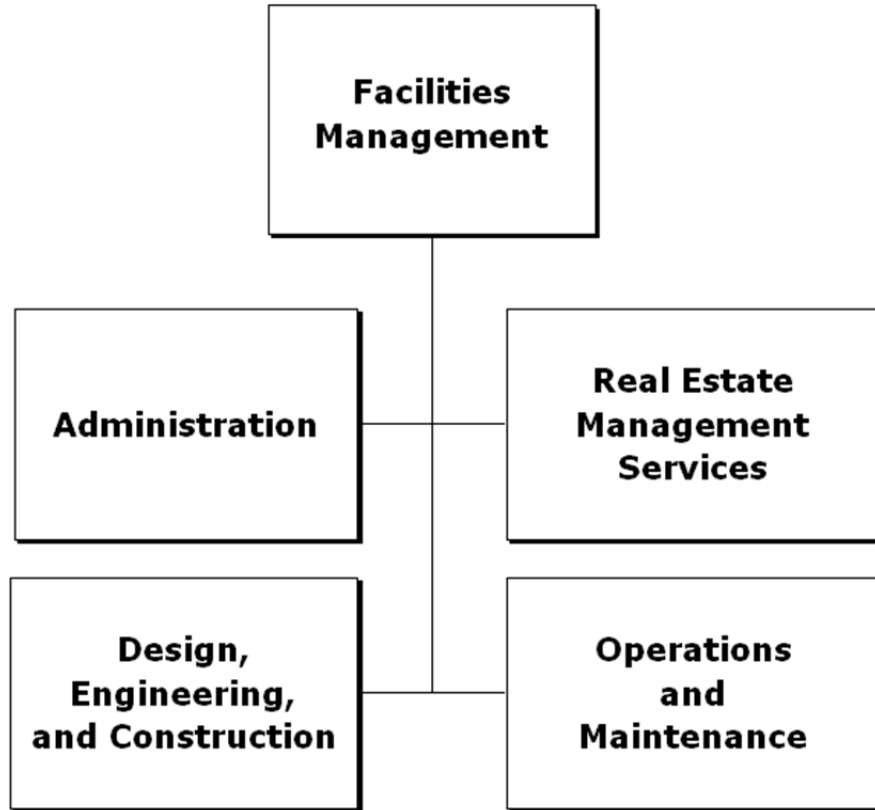 Facilities
Management
Administration
Real Estate
Management
Services
Design,
Engineering,
and Construction
Operations
and
Maintenance